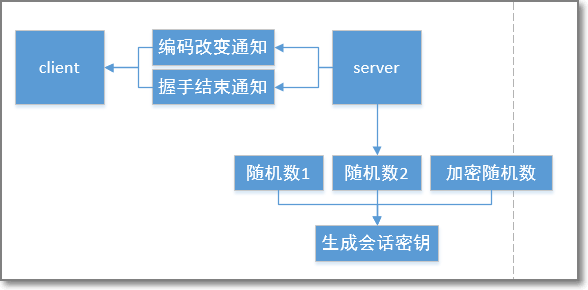 client
编码改变通知
握手结束通知
server
随机数1
随机数2
加密随机数
生成会话密钥